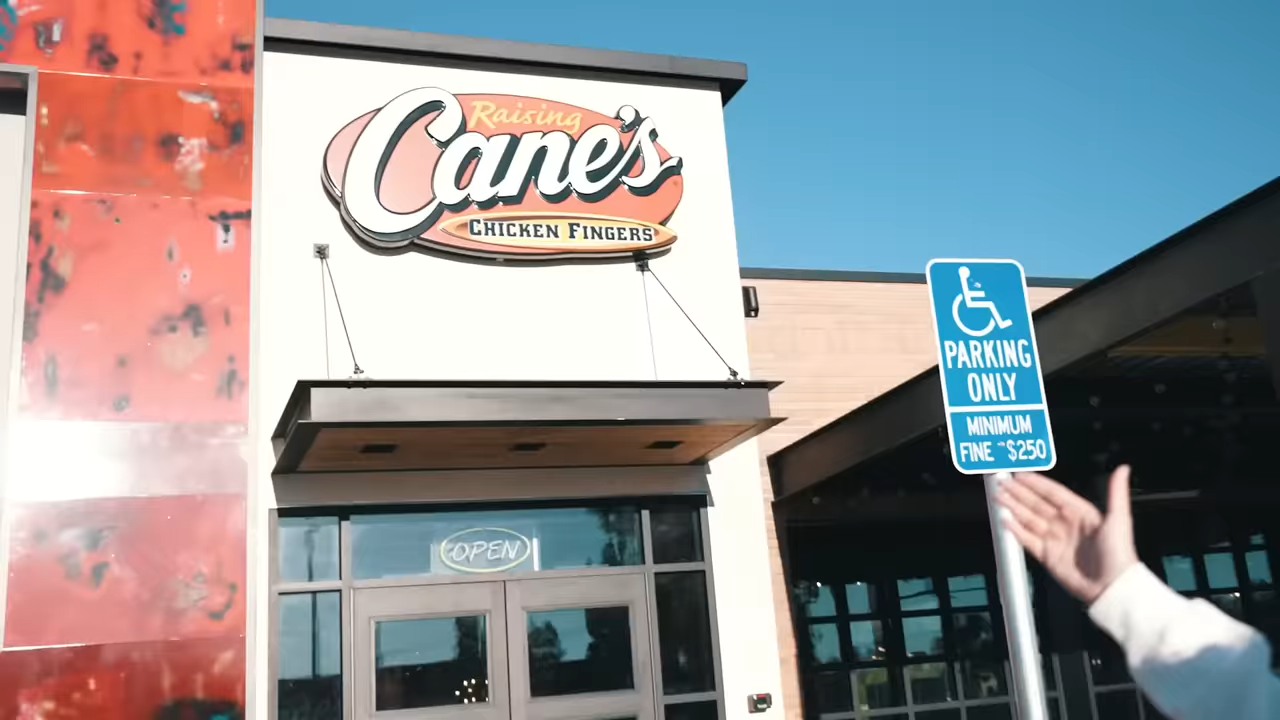 Raising
Cane's
CHICKEN FINGERS
OPEN
PARKING
ONLY
MINIMUM
FINE $250